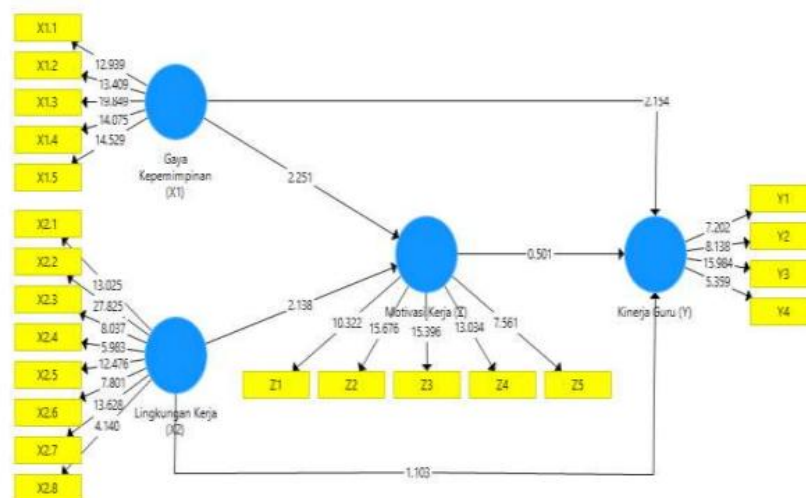 X1.1
X1.2
X1.3
X1.4
X1.5
12.939
13.409
19.849
14.075
14.529
Gaya
Kepemimpinan
(X1)
2.154
2.251
X2.1
X2.2
X2.3
X2.4
X2.5
X2.6
X2.7
X2.8
13.025
27.825
8.037
5.983
12.476
7.801
13.628
4.140
Lingkungan Kerja
(X2)
2.138
1.103
Motivasi Kerja (Z)
0.501
10.322
15.676
15.396
13.034
7.561
Z1
Z2
Z3
Z4
Z5
Kinerja Guru (Y)
7.202
8.138
15.984
5.359
Y1
Y2
Y3
Y4